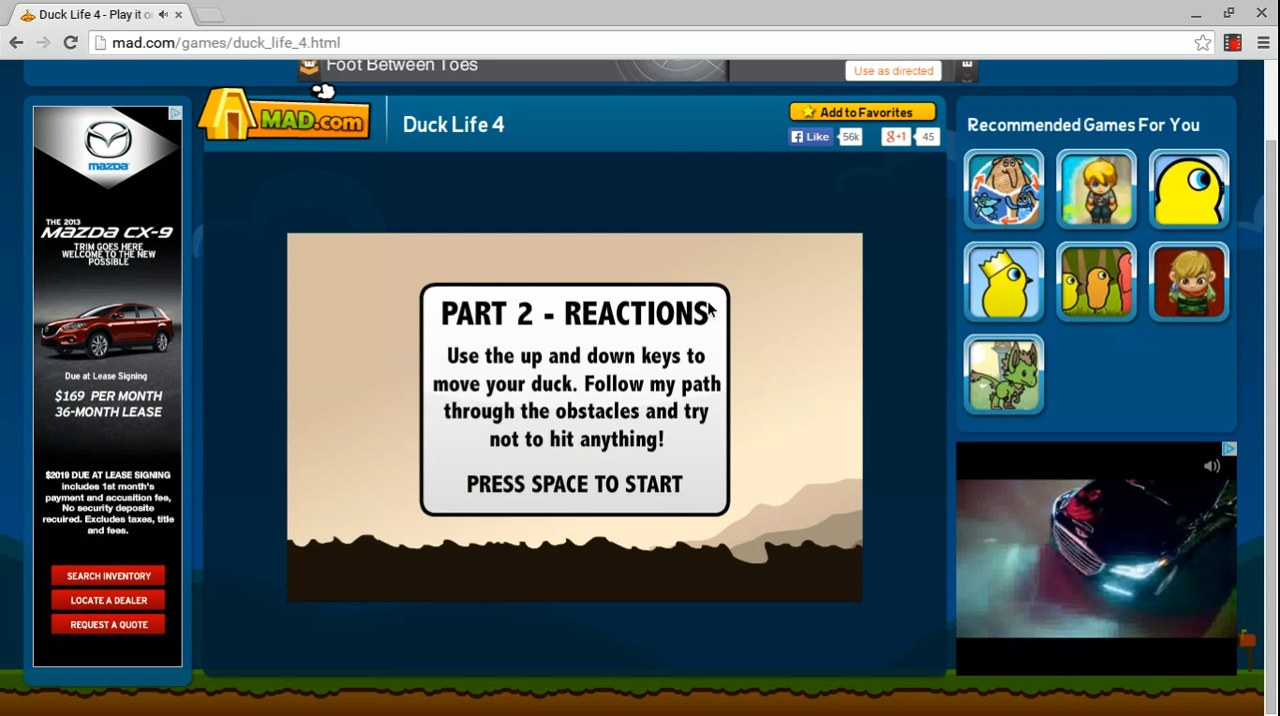 Duck Life 4 - Play it o
mad.com/games/duck_life_4.html
Foot Between Toes
Use as directed
MAD.com
Duck Life 4
Add to Favorites
Like 56k
g+1 45
Recommended Games For You
mazda
THE 2013
MAZDA CX-9
TRIM GOES HERE
WELCOME TO THE NEW
POSSIBLE
Due at Lease Signing
$169 PER MONTH
36-MONTH LEASE
$2019 DUE AT LEASE SIGNING
includes 1st month's
payment and accusition fee,
No security deposite
recuired. Excludes taxes, title
and fees.
SEARCH INVENTORY
LOCATE A DEALER
REQUEST A QUOTE
PART 2 - REACTIONS
Use the up and down keys to
move your duck. Follow my path
through the obstacles and try
not to hit anything!
PRESS SPACE TO START